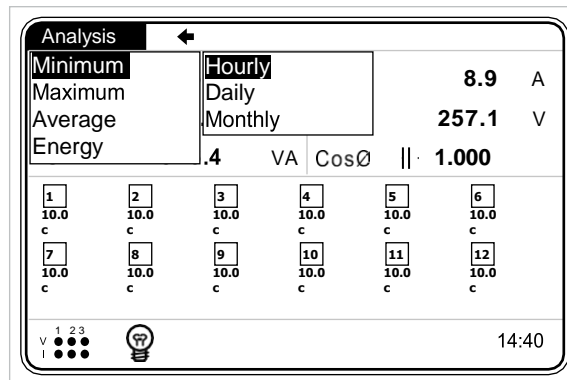 Analysis
Minimum
Maximum
Average
Energy
Hourly
Daily
Monthly
8.9 A
257.1 V
.4 VA CosØ 1.000
1 2 3 4 5 6
10.0 10.0 10.0 10.0 10.0 10.0
c c c c c c
7 8 9 10 11 12
10.0 10.0 10.0 10.0 10.0 10.0
c c c c c c
1 2 3
V
I
14:40